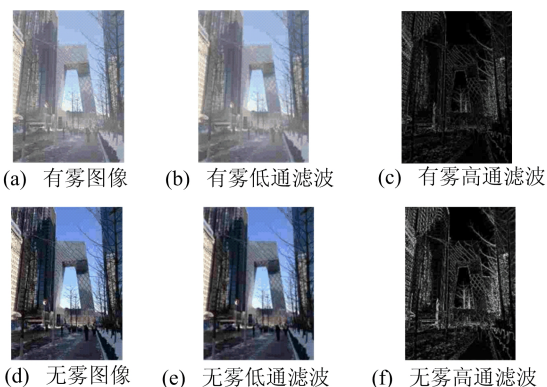 (a) 有雾图像
(b) 有雾低通滤波
(c) 有雾高通滤波
(d) 无雾图像
(e) 无雾低通滤波
(f) 无雾高通滤波